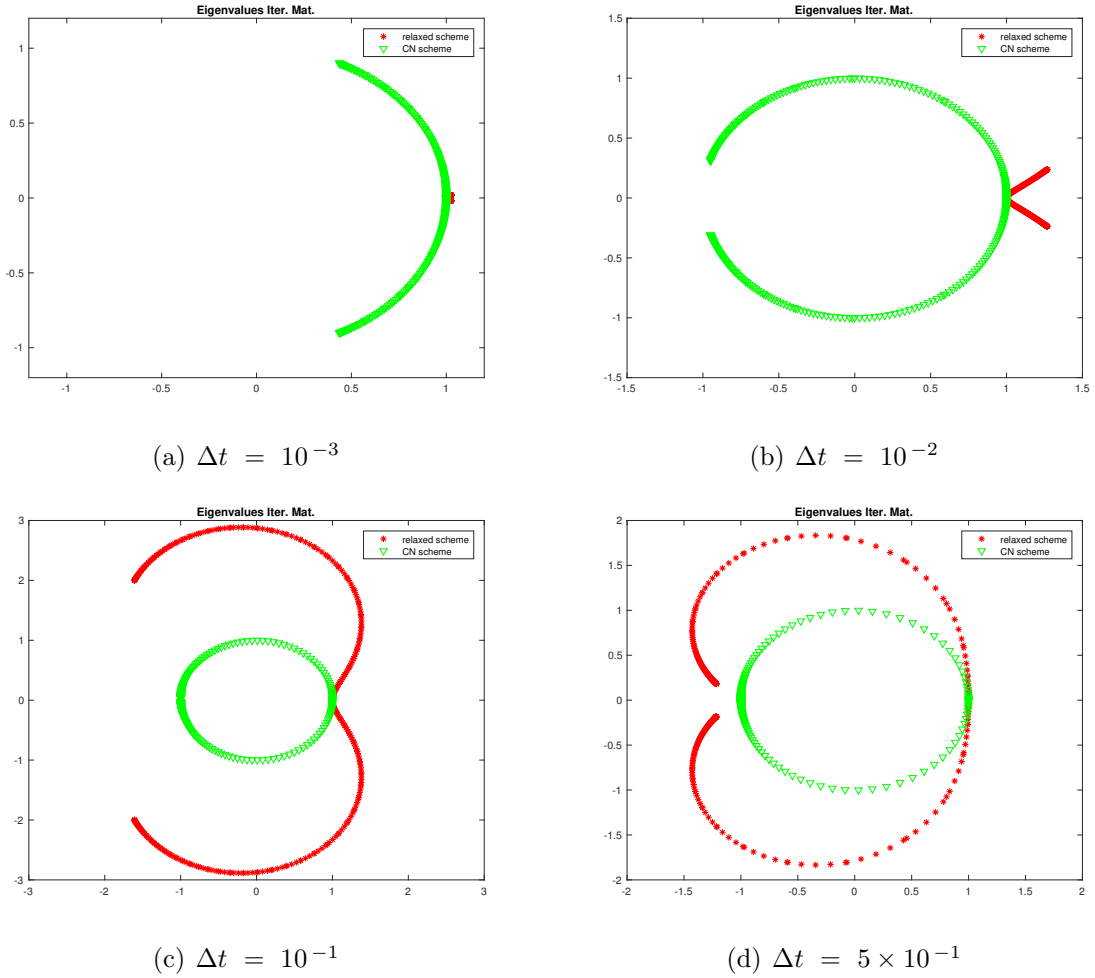 Eigenvalues Iter. Mat.
relaxed scheme
CN scheme
1
0.5
0
-0.5
-1
-1 -0.5 0 0.5 1
(a) Δt = 10⁻³
Eigenvalues Iter. Mat.
relaxed scheme
CN scheme
1.5
1
0.5
0
-0.5
-1
-1.5
-1.5 -1 -0.5 0 0.5 1 1.5
(b) Δt = 10⁻²
Eigenvalues Iter. Mat.
relaxed scheme
CN scheme
3
2
1
0
-1
-2
-3
-3 -2 -1 0 1 2 3
(c) Δt = 10⁻¹
Eigenvalues Iter. Mat.
relaxed scheme
CN scheme
2
1.5
1
0.5
0
-0.5
-1
-1.5
-2
-2 -1.5 -1 -0.5 0 0.5 1 1.5 2
(d) Δt = 5 × 10⁻¹